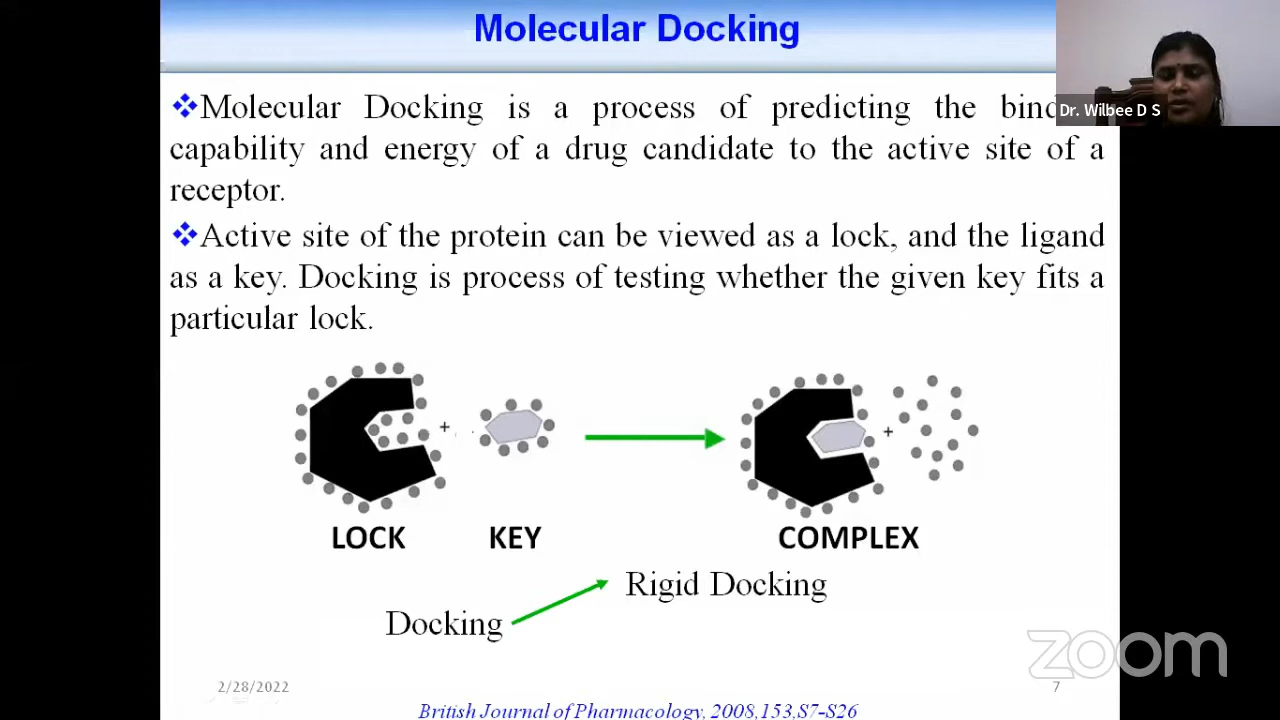 Molecular Docking
❖Molecular Docking is a process of predicting the
capability and energy of a drug candidate to the active site of a
receptor.
❖Active site of the protein can be viewed as a lock, and the ligand
as a key. Docking is process of testing whether the given key fits a
particular lock.
Dr. Wilbee D S
+
+
LOCK KEY COMPLEX
Rigid Docking
Docking
zoom
2/28/2022
7
British Journal of Pharmacology, 2008,153,S7-S26